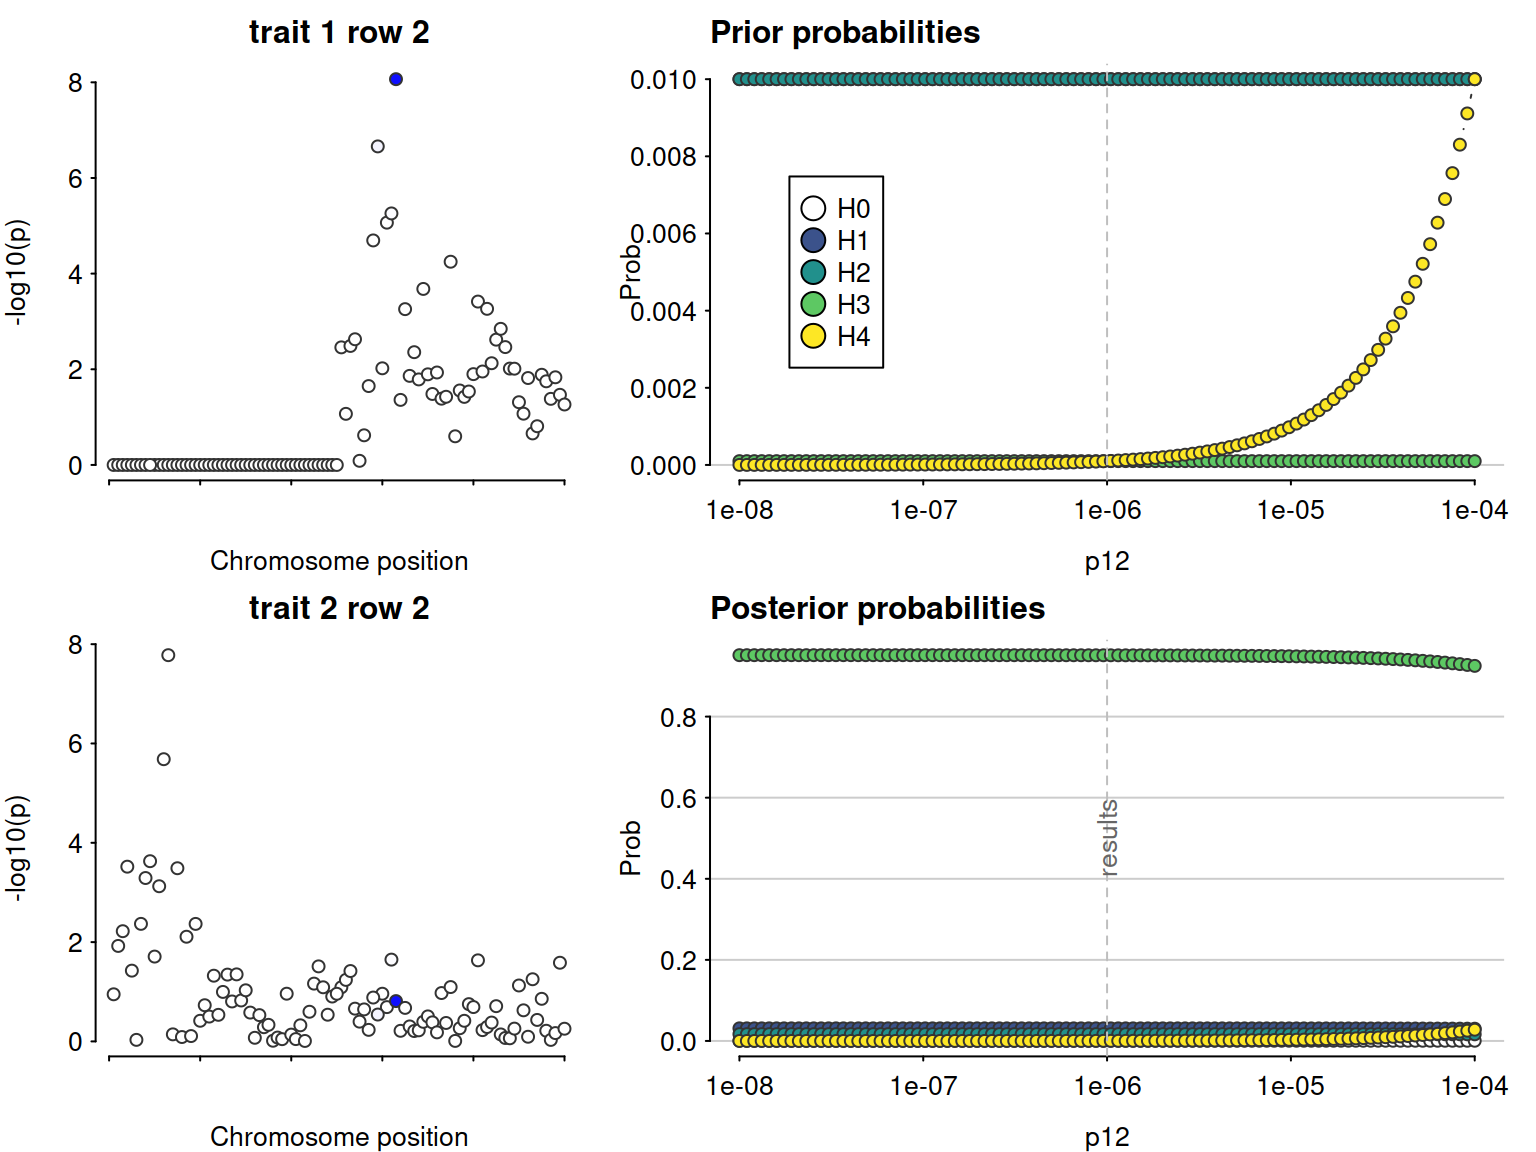 trait 1 row 2
-log10(p)
8
6
4
2
0
Chromosome position
Prior probabilities
Prob
0.010
0.008
0.006
0.004
0.002
0.000
H0
H1
H2
H3
H4
1e-08 1e-07 1e-06 1e-05 1e-04
p12
trait 2 row 2
-log10(p)
8
6
4
2
0
Chromosome position
Posterior probabilities
Prob
0.8
0.6
0.4
0.2
0.0
results
1e-08 1e-07 1e-06 1e-05 1e-04
p12